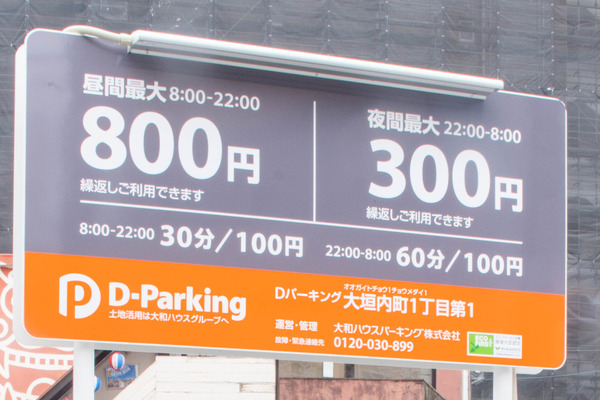 昼間最大 8:00-22:00
800円
繰返しご利用できます
8:00-22:00 30分／100円
夜間最大 22:00-8:00
300円
繰返しご利用できます
22:00-8:00 60分／100円
D-Parking
土地活用は大和ハウスグループへ
オオガイトチョウ1チョウメダイ1
Dパーキング 大垣内町1丁目第1
運営・管理 大和ハウスパーキング株式会社
故障・緊急連絡先 0120-030-899
ECO
FIRST